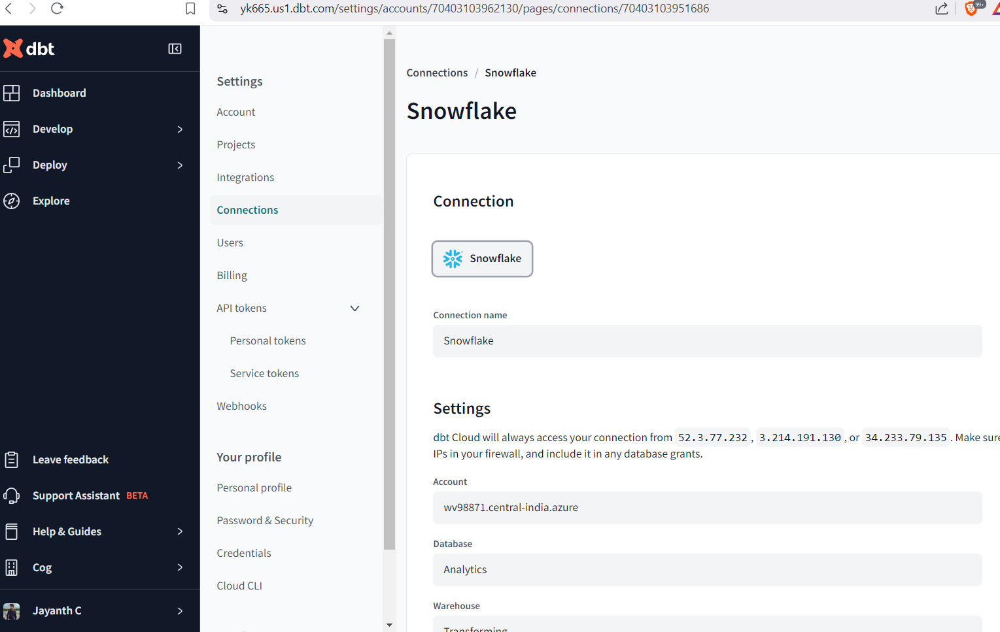 yk665.us1.dbt.com/settings/accounts/70403103962130/pages/connections/70403103951686
99+
dbt
Dashboard
Develop
Deploy
Explore
Leave feedback
Support Assistant BETA
Help & Guides
Cog
Jayanth C
Settings
Account
Projects
Integrations
Connections
Users
Billing
API tokens
Personal tokens
Service tokens
Webhooks
Your profile
Personal profile
Password & Security
Credentials
Cloud CLI
Connections / Snowflake
Snowflake
Connection
Snowflake
Connection name
Snowflake
Settings
dbt Cloud will always access your connection from 52.3.77.232, 3.214.191.130, or 34.233.79.135. Make sure
IPs in your firewall, and include it in any database grants.
Account
wv98871.central-india.azure
Database
Analytics
Warehouse
Transforming